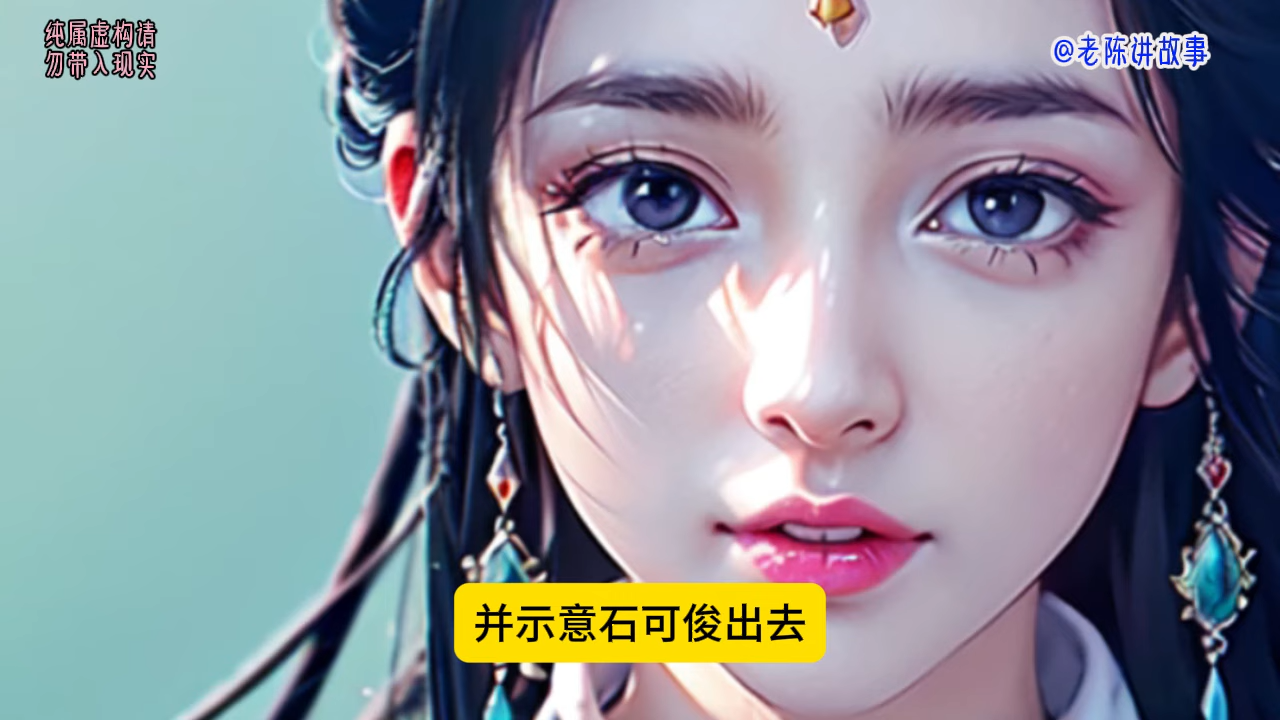 纯属虚构请
勿带入现实
@老陈讲故事
并示意石可俊出去